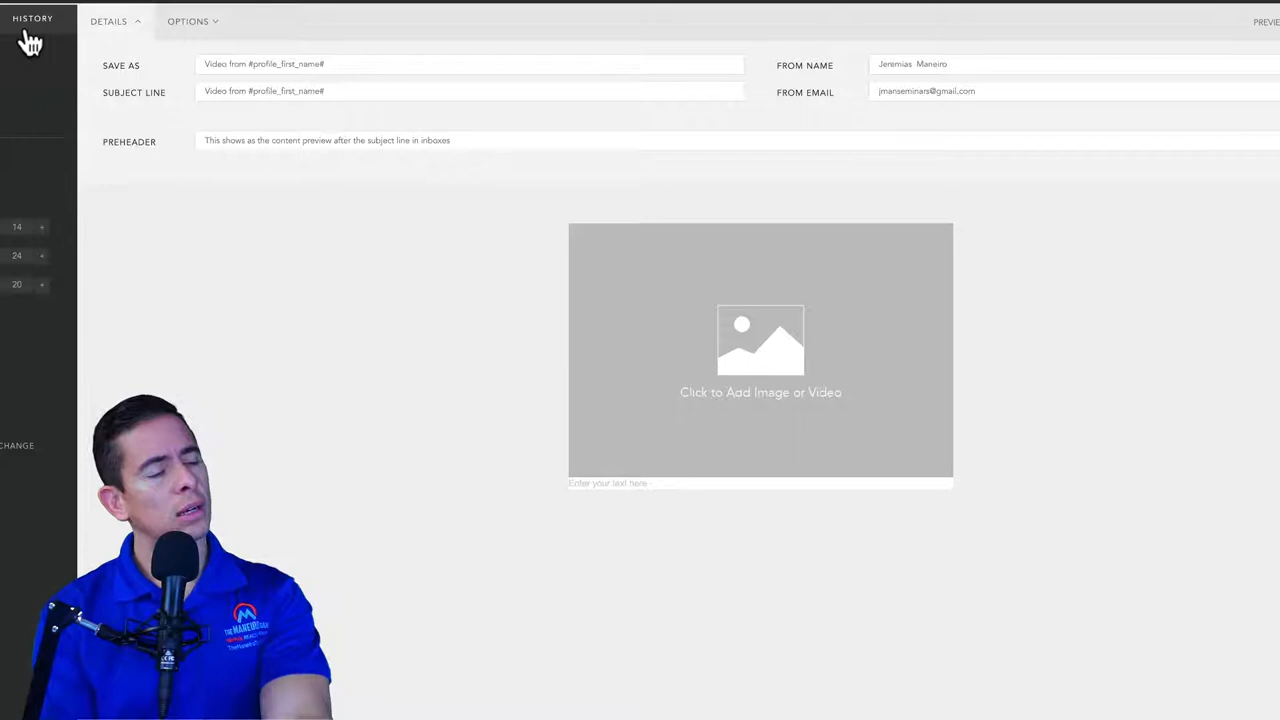 HISTORY
DETAILS
OPTIONS
PREVIE
SAVE AS
Video from #profile_first_name#
FROM NAME
Jeremias Maneiro
SUBJECT LINE
Video from #profile_first_name#
FROM EMAIL
jmanseminars@gmail.com
PREHEADER
This shows as the content preview after the subject line in inboxes
14 +
24 +
20 +
Click to Add Image or Video
CHANGE
Enter your text here
THE MANEIRO